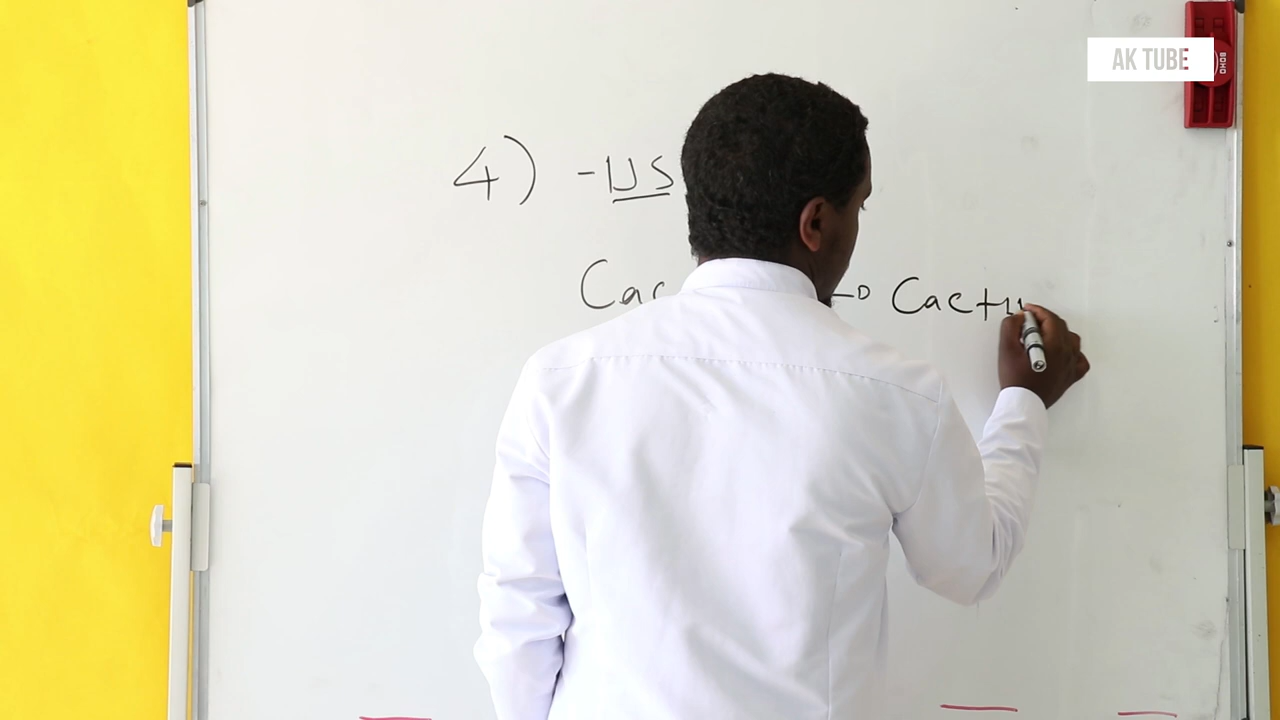 AK TUBE
4) -US
Cac → Cactu